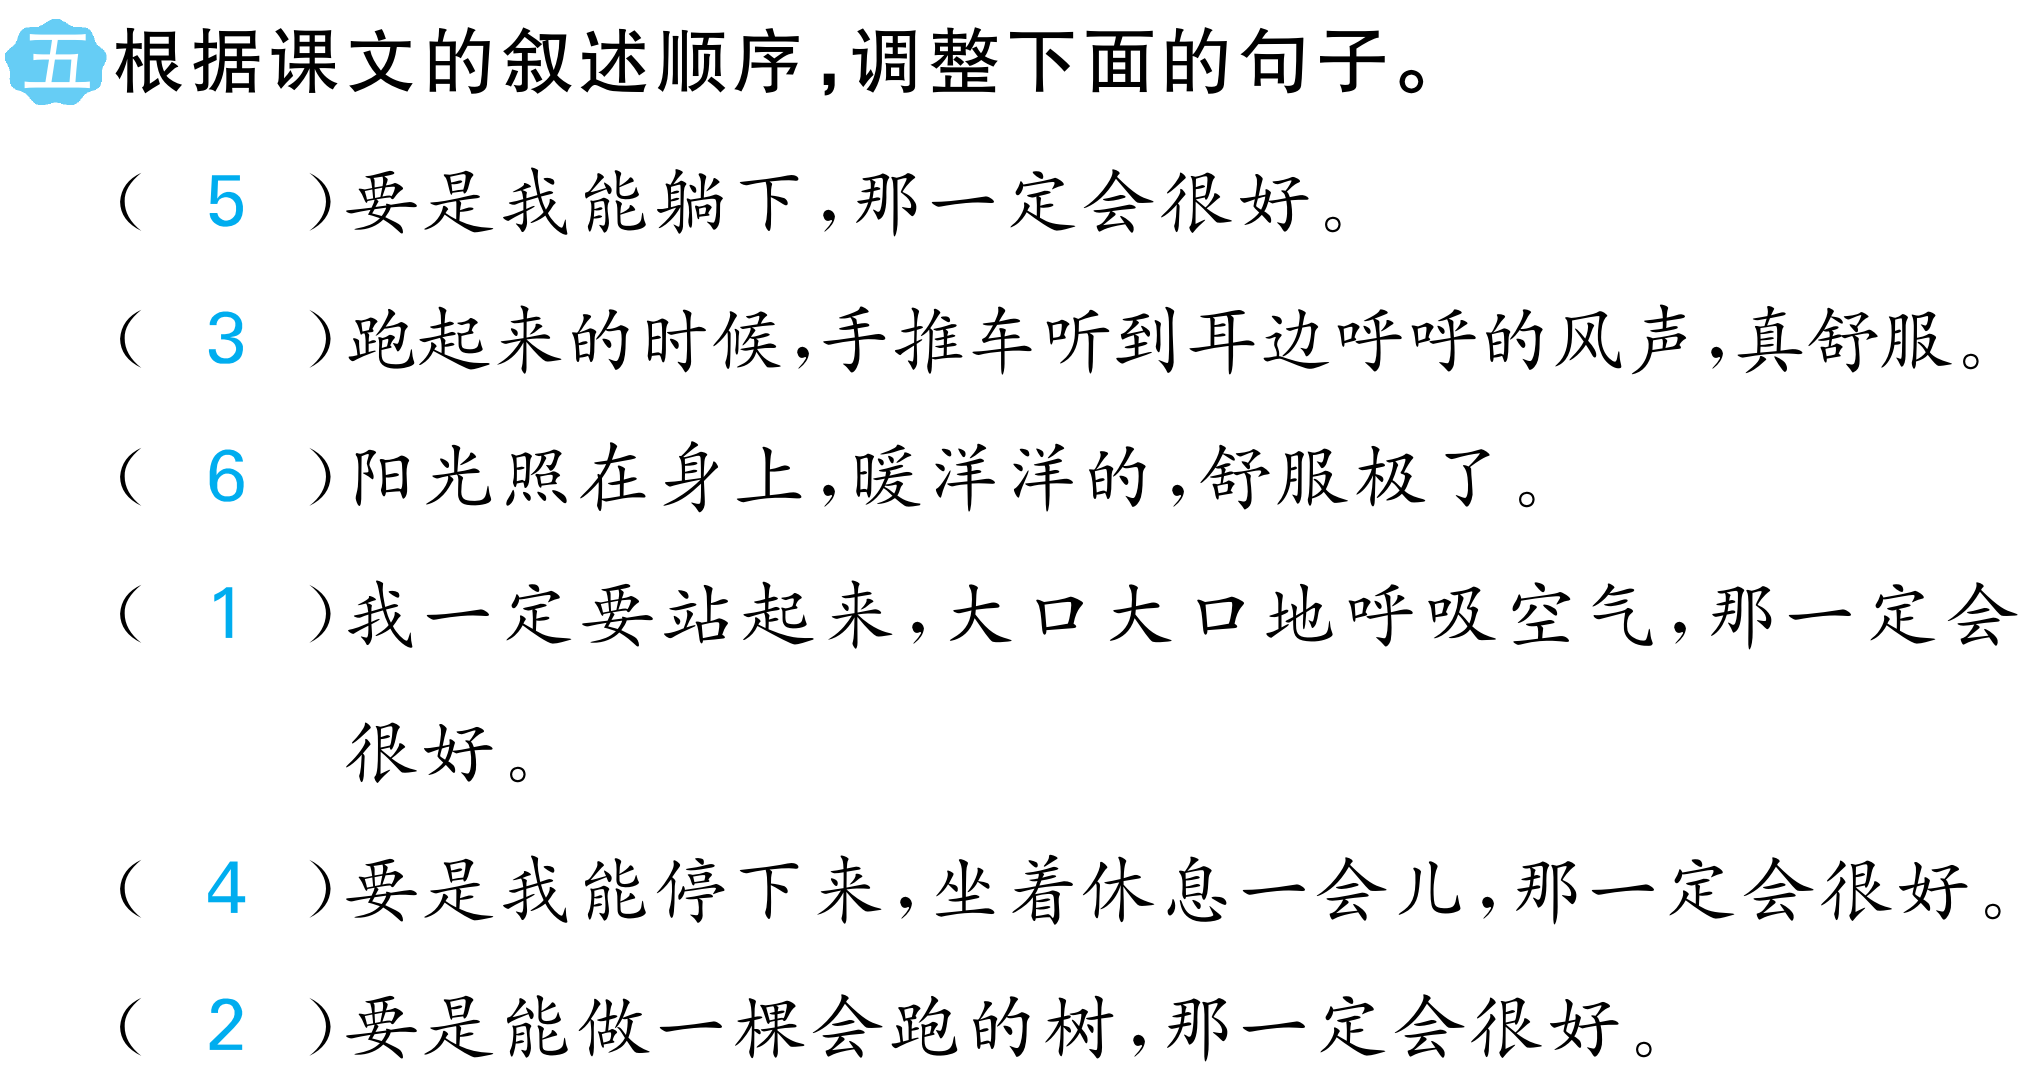 五根据课文的叙述顺序,调整下面的句子。
( 5 )要是我能躺下,那一定会很好。
( 3 )跑起来的时候,手推车听到耳边呼呼的风声,真舒服。
( 6 )阳光照在身上,暖洋洋的,舒服极了。
( 1 )我一定要站起来,大口大口地呼吸空气,那一定会
很好。
( 4 )要是我能停下来,坐着休息一会儿,那一定会很好。
( 2 )要是能做一棵会跑的树,那一定会很好。